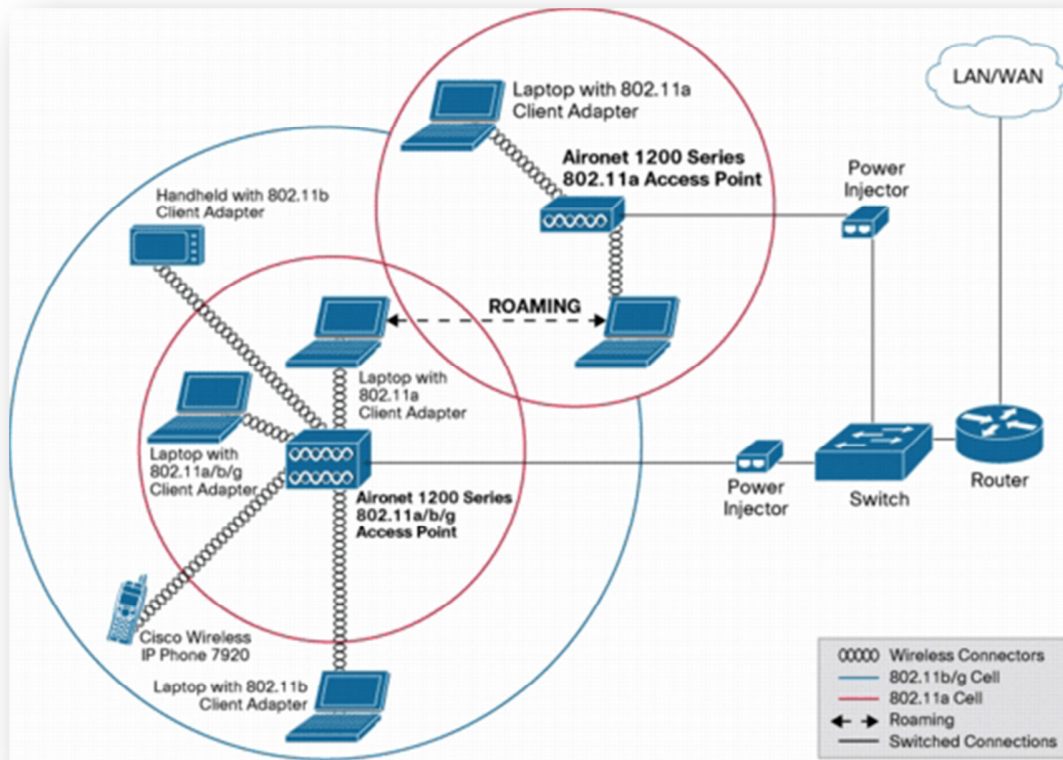 LAN/WAN
Laptop with 802.11a
Client Adapter
Aironet 1200 Series
802.11a Access Point
Power
Injector
Handheld with 802.11b
Client Adapter
ROAMING
Laptop with
802.11a
Client Adapter
Laptop with
802.11a/b/g
Client Adapter
Aironet 1200 Series
802.11a/b/g
Access Point
Power
Injector
Switch
Router
Cisco Wireless
IP Phone 7920
Laptop with 802.11b
Client Adapter
Wireless Connectors
802.11b/g Cell
802.11a Cell
Roaming
Switched Connections